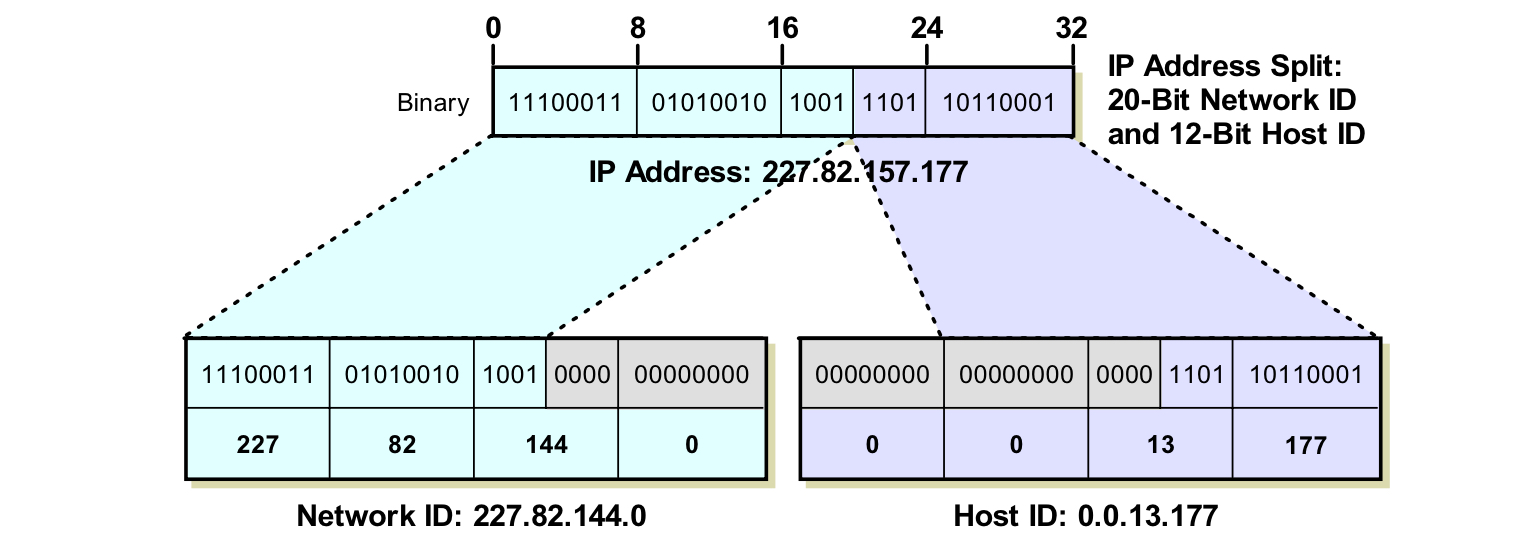 0 8 16 24 32
Binary 11100011 01010010 1001 1101 10110001
IP Address Split:
20-Bit Network ID
and 12-Bit Host ID
IP Address: 227.82.157.177
11100011 01010010 1001 0000 00000000
227 82 144 0
Network ID: 227.82.144.0
00000000 00000000 0000 1101 10110001
0 0 13 177
Host ID: 0.0.13.177